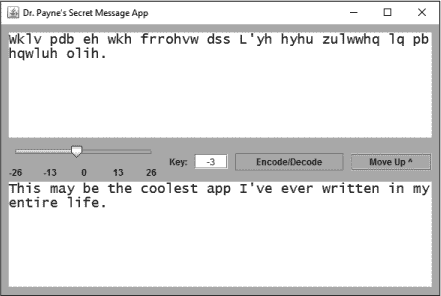 Dr. Payne's Secret Message App
Wklv pdb eh wkh frrohvw dss L'yh hyhu zulwwhq lq pb
hqwluh olih.
Key: -3 Encode/Decode Move Up ^
-26 -13 0 13 26
This may be the coolest app I've ever written in my
entire life.